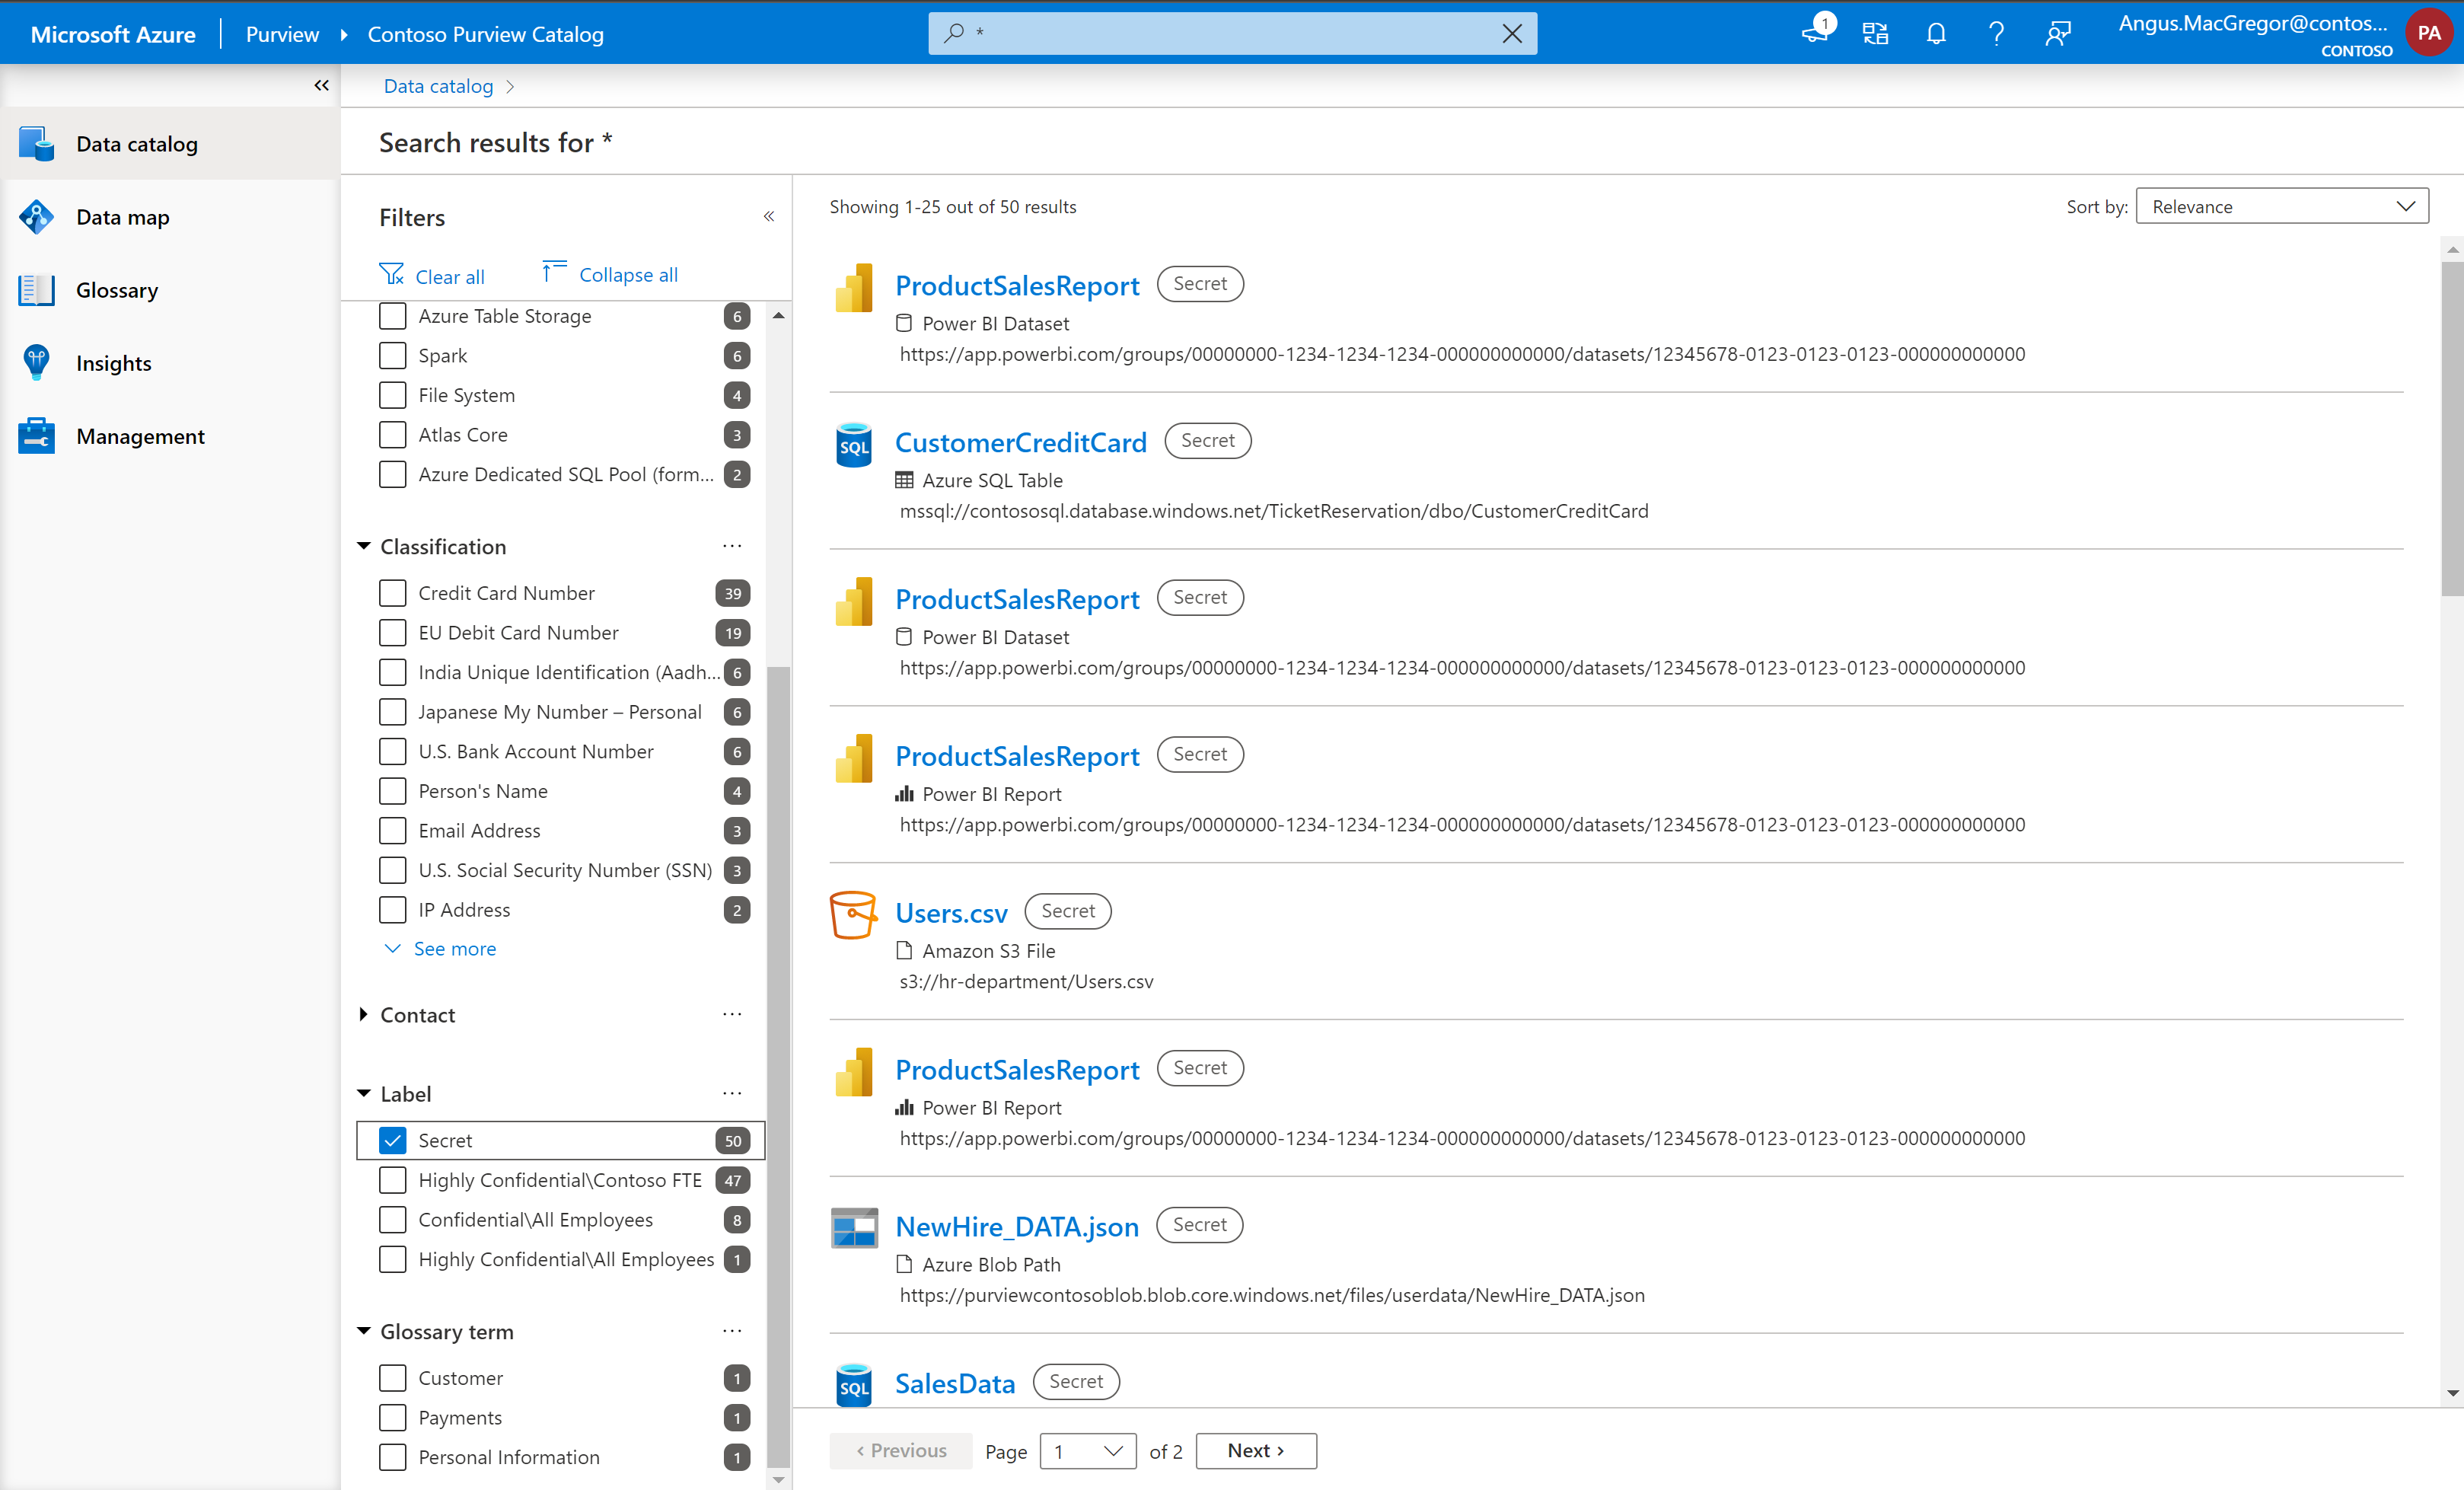 Microsoft Azure
Purview
Contoso Purview Catalog
*
1
?
Angus.MacGregor@contos...
CONTOSO
PA
Data catalog
Data map
Glossary
Insights
Management
Data catalog
Search results for *
Filters
Clear all
Collapse all
Azure Table Storage 6
Spark 6
File System 4
Atlas Core 3
Azure Dedicated SQL Pool (form... 2
Classification ...
Credit Card Number 39
EU Debit Card Number 19
India Unique Identification (Aadh... 6
Japanese My Number – Personal 6
U.S. Bank Account Number 6
Person's Name 4
Email Address 3
U.S. Social Security Number (SSN) 3
IP Address 2
See more
Contact ...
Label ...
Secret 50
Highly Confidential\Contoso FTE 47
Confidential\All Employees 8
Highly Confidential\All Employees 1
Glossary term ...
Customer 1
Payments 1
Personal Information 1
Showing 1-25 out of 50 results
Sort by: Relevance
ProductSalesReport Secret
Power BI Dataset
https://app.powerbi.com/groups/00000000-1234-1234-1234-000000000000/datasets/12345678-0123-0123-0123-000000000000
SQL
CustomerCreditCard Secret
Azure SQL Table
mssql://contososql.database.windows.net/TicketReservation/dbo/CustomerCreditCard
ProductSalesReport Secret
Power BI Dataset
https://app.powerbi.com/groups/00000000-1234-1234-1234-000000000000/datasets/12345678-0123-0123-0123-000000000000
ProductSalesReport Secret
Power BI Report
https://app.powerbi.com/groups/00000000-1234-1234-1234-000000000000/datasets/12345678-0123-0123-0123-000000000000
Users.csv Secret
Amazon S3 File
s3://hr-department/Users.csv
ProductSalesReport Secret
Power BI Report
https://app.powerbi.com/groups/00000000-1234-1234-1234-000000000000/datasets/12345678-0123-0123-0123-000000000000
NewHire_DATA.json Secret
Azure Blob Path
https://purviewcontosoblob.blob.core.windows.net/files/userdata/NewHire_DATA.json
SQL
SalesData Secret
‹ Previous Page 1 of 2 Next ›